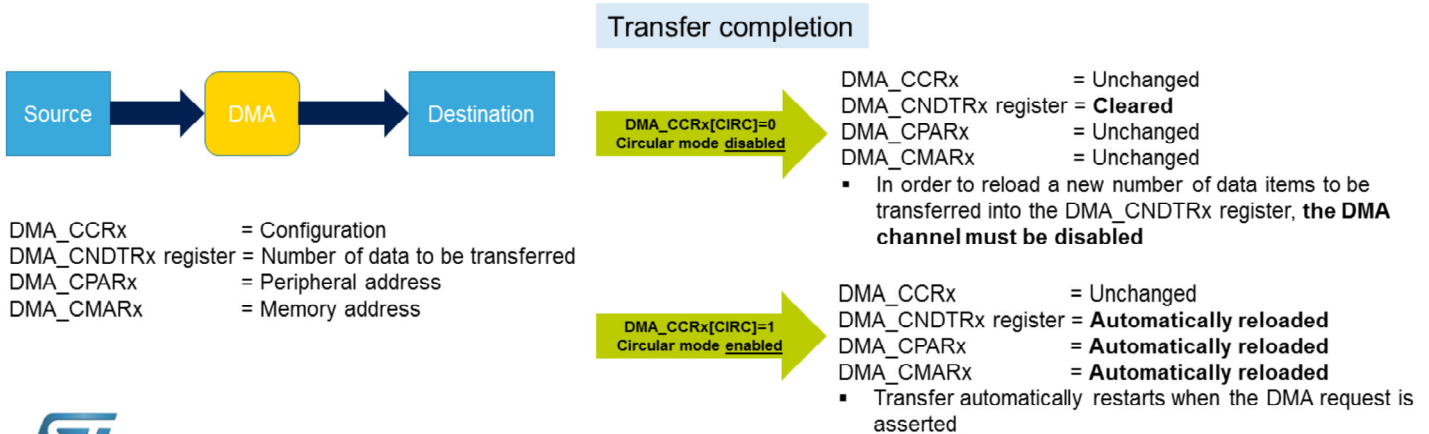 Transfer completion
Source
DMA
Destination
DMA_CCRx = Configuration
DMA_CNDTRx register = Number of data to be transferred
DMA_CPARx = Peripheral address
DMA_CMARx = Memory address
DMA_CCRx[CIRC]=0
Circular mode disabled
DMA_CCRx = Unchanged
DMA_CNDTRx register = Cleared
DMA_CPARx = Unchanged
DMA_CMARx = Unchanged
▪ In order to reload a new number of data items to be
transferred into the DMA_CNDTRx register, the DMA
channel must be disabled
DMA_CCRx[CIRC]=1
Circular mode enabled
DMA_CCRx = Unchanged
DMA_CNDTRx register = Automatically reloaded
DMA_CPARx = Automatically reloaded
DMA_CMARx = Automatically reloaded
▪ Transfer automatically restarts when the DMA request is
asserted